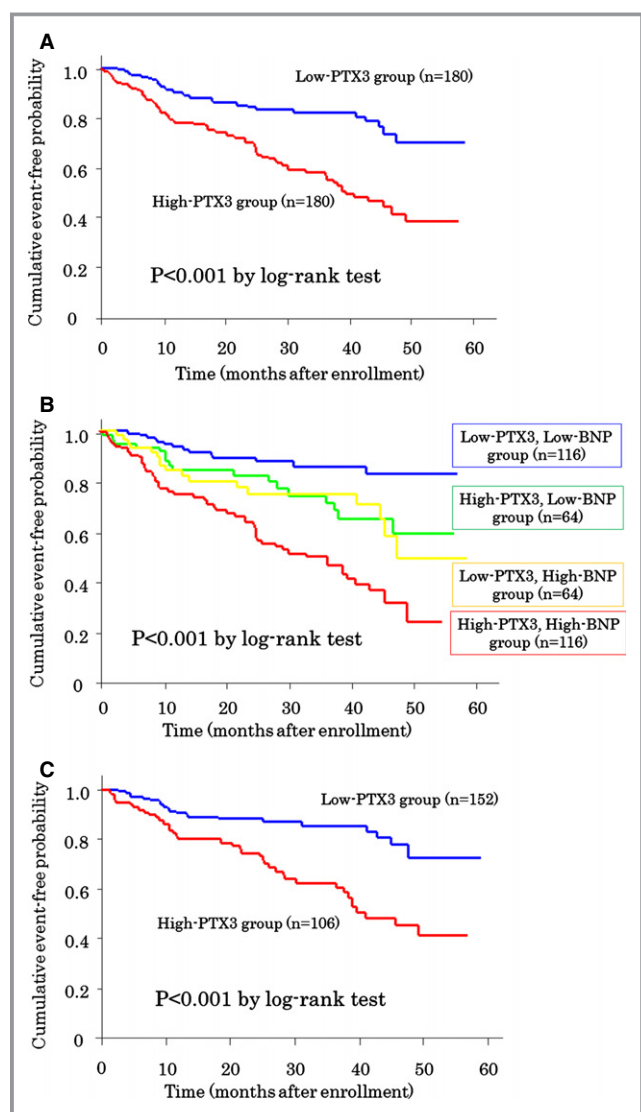 A
Cumulative event-free probability
1.0
0.8
0.6
0.4
0.2
0
Low-PTX3 group (n=180)
High-PTX3 group (n=180)
P<0.001 by log-rank test
0 10 20 30 40 50 60
Time (months after enrollment)
B
Cumulative event-free probability
1.0
0.8
0.6
0.4
0.2
0
Low-PTX3, Low-BNP
group (n=116)
High-PTX3, Low-BNP
group (n=64)
Low-PTX3, High-BNP
group (n=64)
High-PTX3, High-BNP
group (n=116)
P<0.001 by log-rank test
0 10 20 30 40 50 60
Time (months after enrollment)
C
Cumulative event-free probability
1.0
0.8
0.6
0.4
0.2
0
Low-PTX3 group (n=152)
High-PTX3 group (n=106)
P<0.001 by log-rank test
0 10 20 30 40 50 60
Time (months after enrollment)